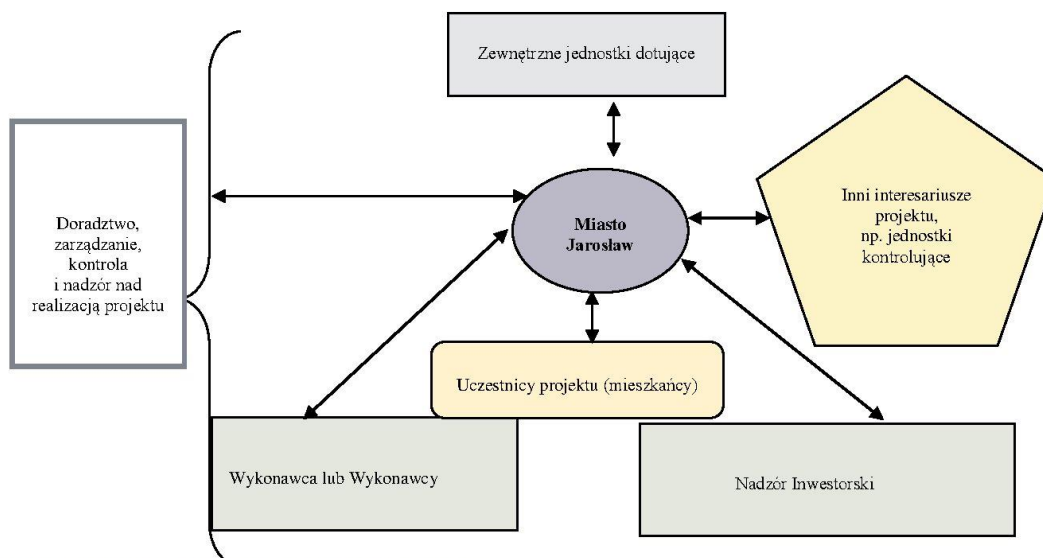 Zewnętrzne jednostki dotujące
Doradztwo,
zarządzanie,
kontrola
i nadzór nad
realizacją projektu
Miasto
Jarosław
Inni interesariusze
projektu,
np. jednostki
kontrolujące
Uczestnicy projektu (mieszkańcy)
Wykonawca lub Wykonawcy
Nadzór Inwestorski